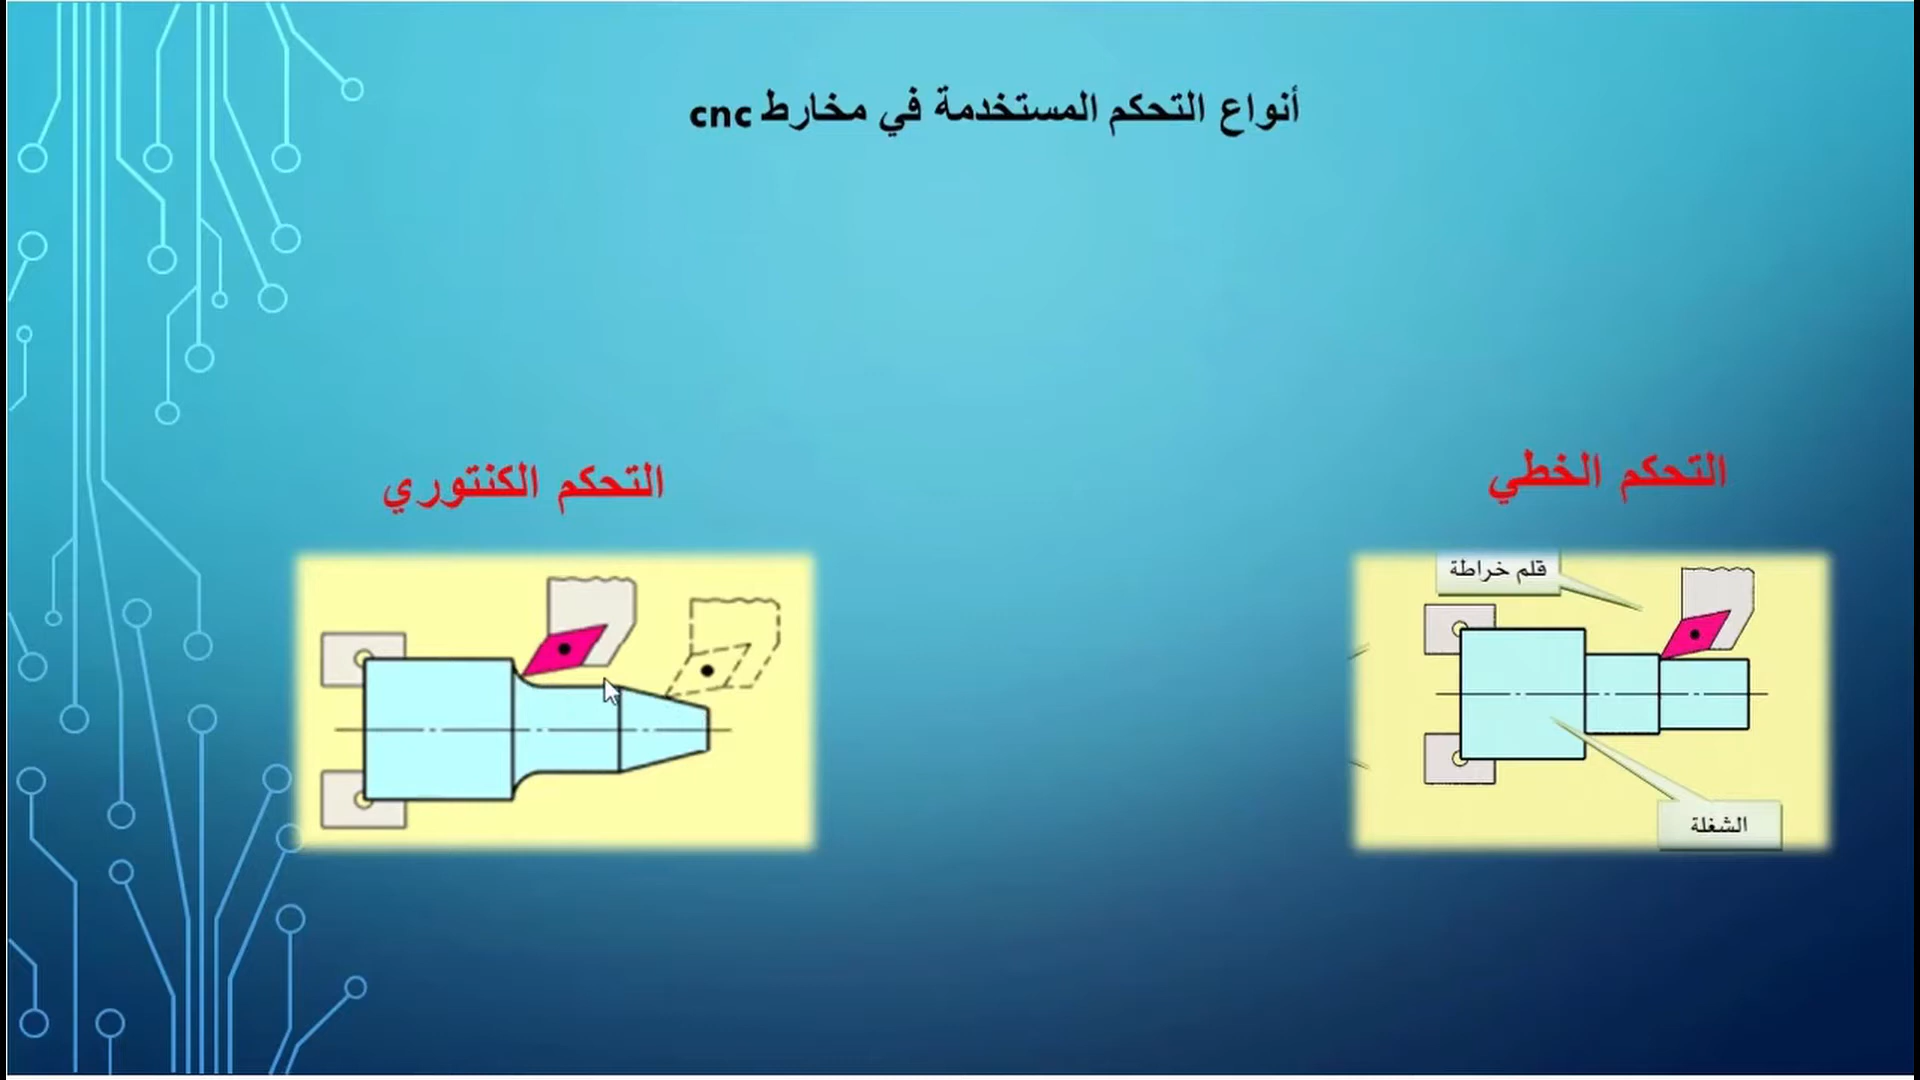 أنواع التحكم المستخدمة في مخارط cnc
التحكم الخطي
قلم خراطة
الشغلة
التحكم الكنتوري